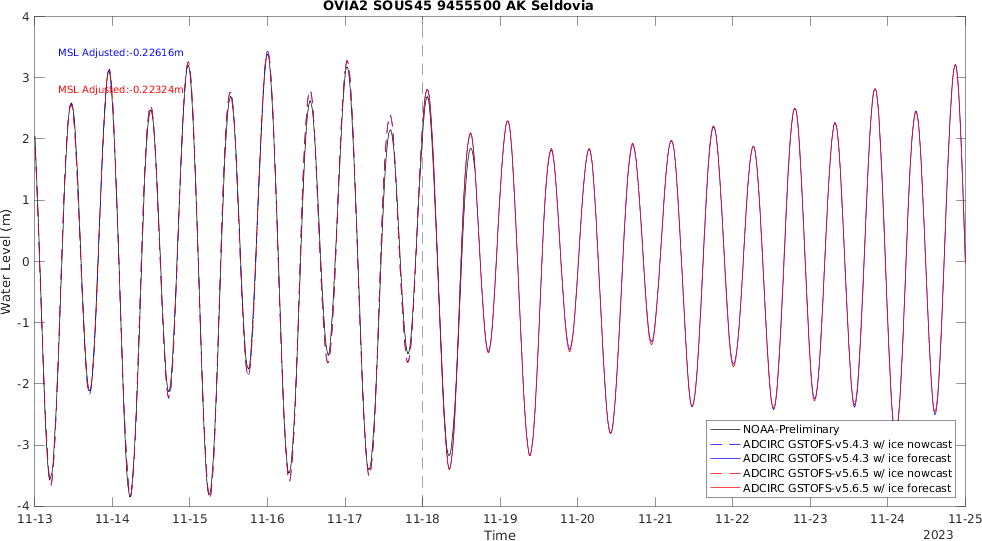 OVIA2 SOUS45 9455500 AK Seldovia
MSL Adjusted:-0.22616m
MSL Adjusted:-0.22324m
Water Level (m)
4
3
2
1
0
-1
-2
-3
-4
NOAA-Preliminary
ADCIRC GSTOFS-v5.4.3 w/ ice nowcast
ADCIRC GSTOFS-v5.4.3 w/ ice forecast
ADCIRC GSTOFS-v5.6.5 w/ ice nowcast
ADCIRC GSTOFS-v5.6.5 w/ ice forecast
11-13 11-14 11-15 11-16 11-17 11-18 11-19 11-20 11-21 11-22 11-23 11-24 11-25
Time
2023